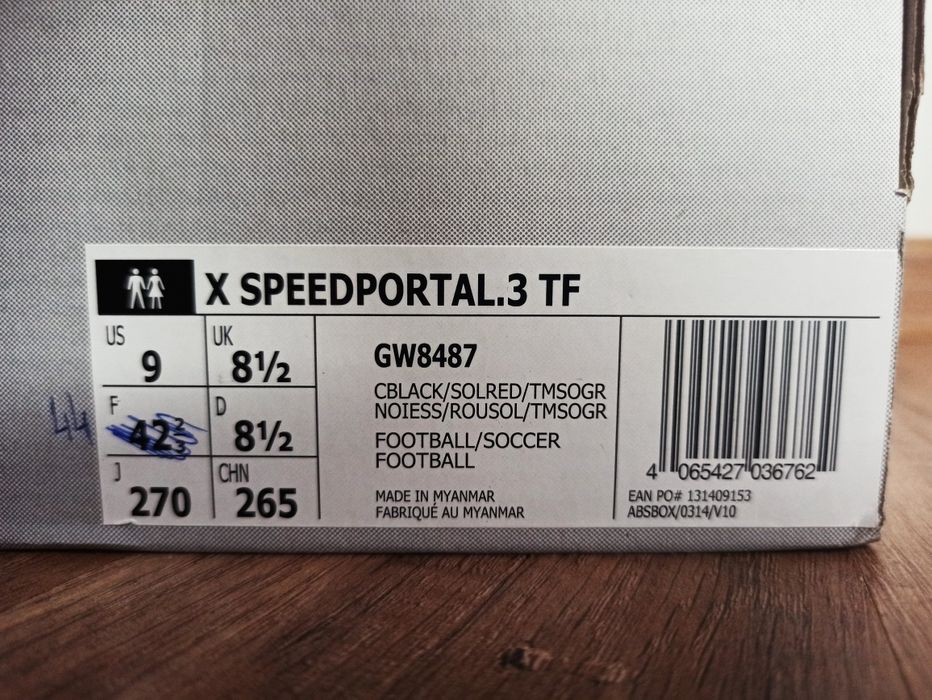 X SPEEDPORTAL.3 TF
US
9
UK
8½
F
42⅔
44
D
8½
J
270
CHN
265
GW8487
CBLACK/SOLRED/TMSOGR
NOIESS/ROUSOL/TMSOGR
FOOTBALL/SOCCER
FOOTBALL
MADE IN MYANMAR
FABRIQUÉ AU MYANMAR
4 065427 036762
EAN PO# 131409153
ABSBOX/0314/V10